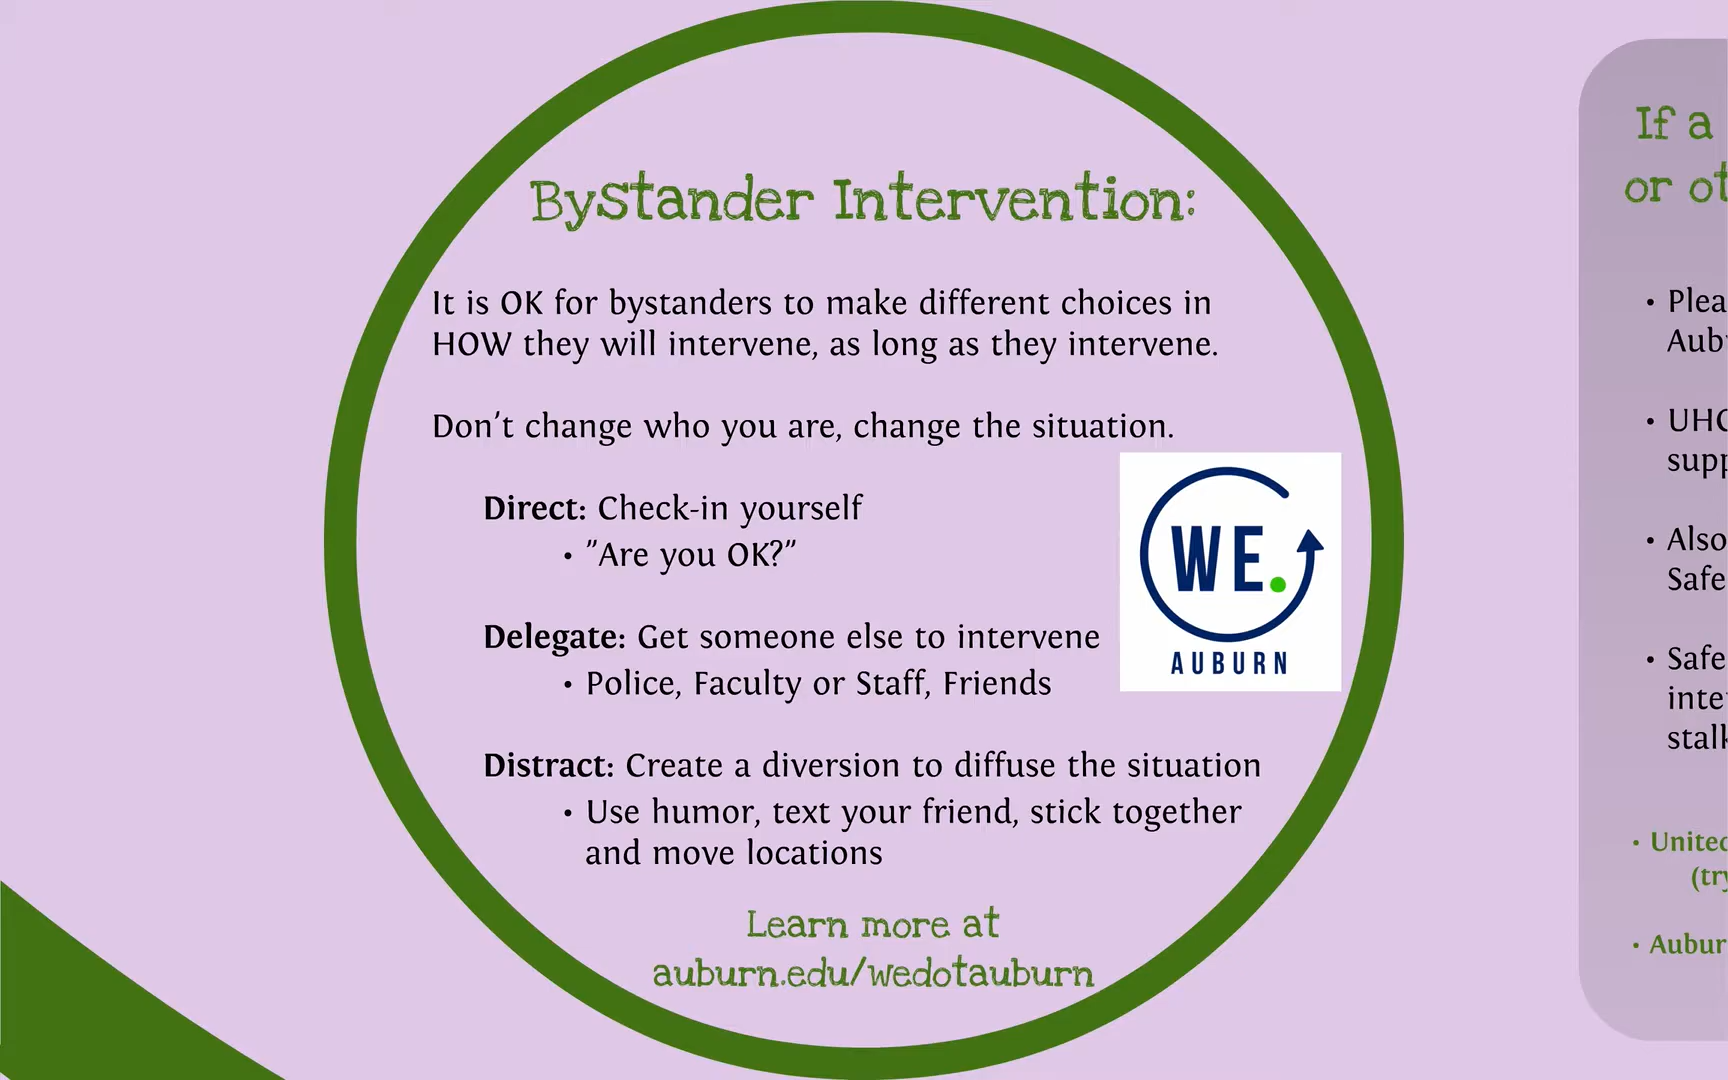 Bystander Intervention:
It is OK for bystanders to make different choices in
HOW they will intervene, as long as they intervene.
Don't change who you are, change the situation.
Direct: Check-in yourself
• "Are you OK?"
Delegate: Get someone else to intervene
• Police, Faculty or Staff, Friends
Distract: Create a diversion to diffuse the situation
• Use humor, text your friend, stick together
and move locations
Learn more at
auburn.edu/wedotauburn
WE.
AUBURN
If a
or
•
• 
• Also
Safe
• Safe
•
•